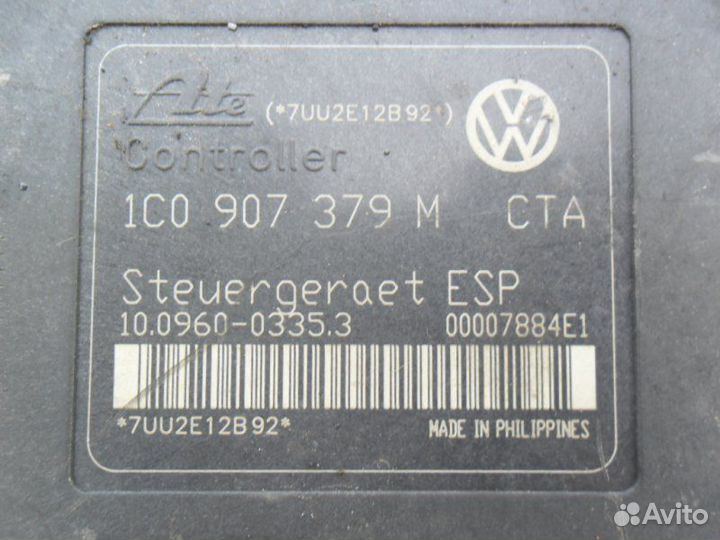 Ate (*7UU2E12B92*)
Controller
1C0 907 379 M CTA
Steuergeraet ESP
10.0960-0335.3 00007884E1
*7UU2E12B92* MADE IN PHILIPPINES
Avito